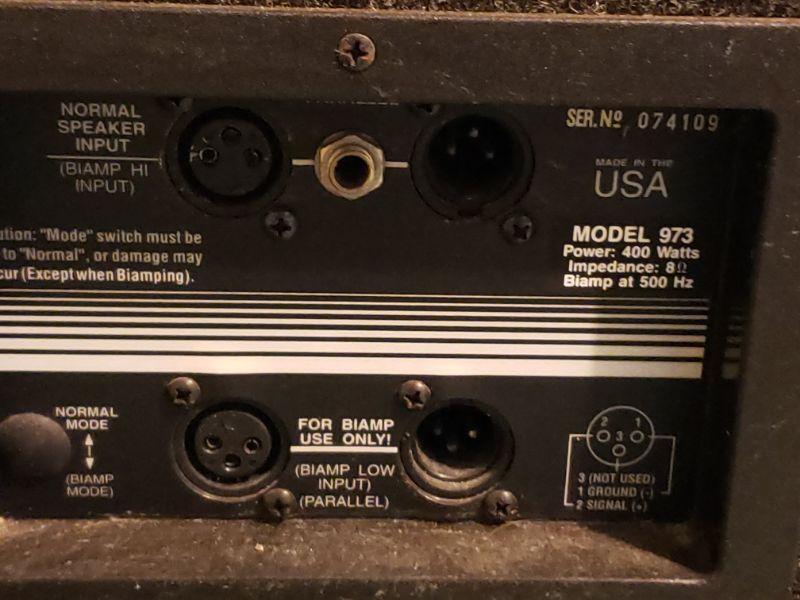 NORMAL
SPEAKER
INPUT
(BIAMP HI
INPUT)
SER.Nº 074109
MADE IN THE
USA
MODEL 973
Power: 400 Watts
Impedance: 8Ω
Biamp at 500 Hz
tion: "Mode" switch must be
to "Normal", or damage may
cur (Except when Biamping).
NORMAL
MODE
(BIAMP
MODE)
FOR BIAMP
USE ONLY!
(BIAMP LOW
INPUT)
(PARALLEL)
2 1
3
3 (NOT USED)
1 GROUND (-)
2 SIGNAL (+)